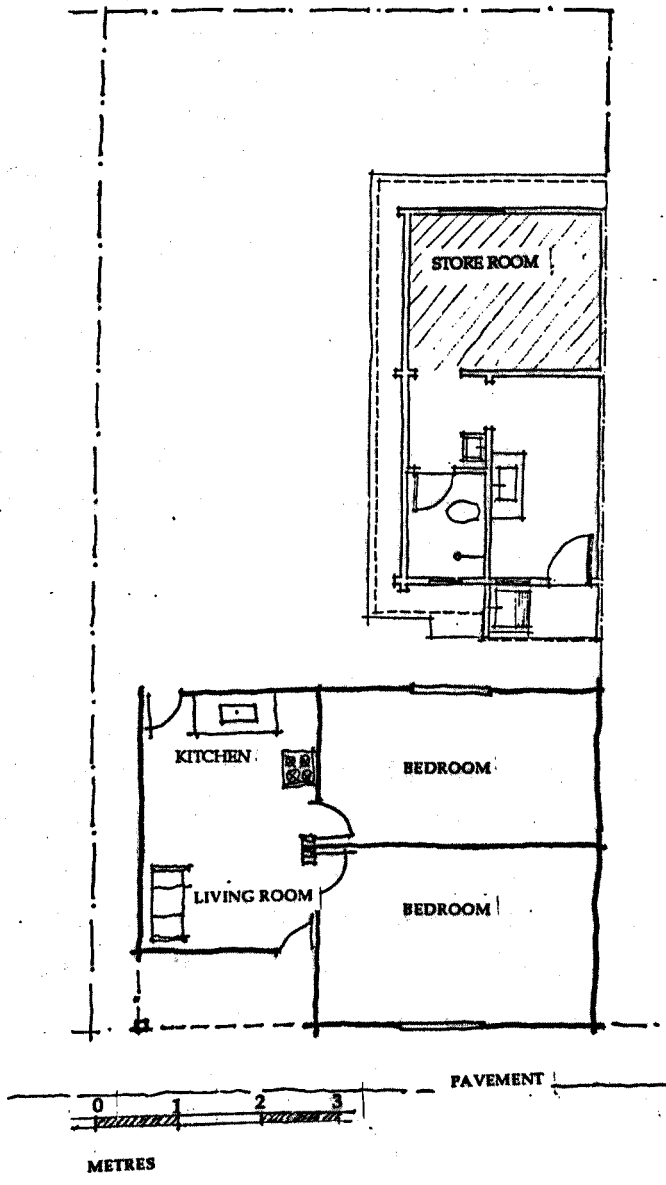 STORE ROOM
KITCHEN
BEDROOM
LIVING ROOM
BEDROOM
PAVEMENT
0 1 2 3
METRES